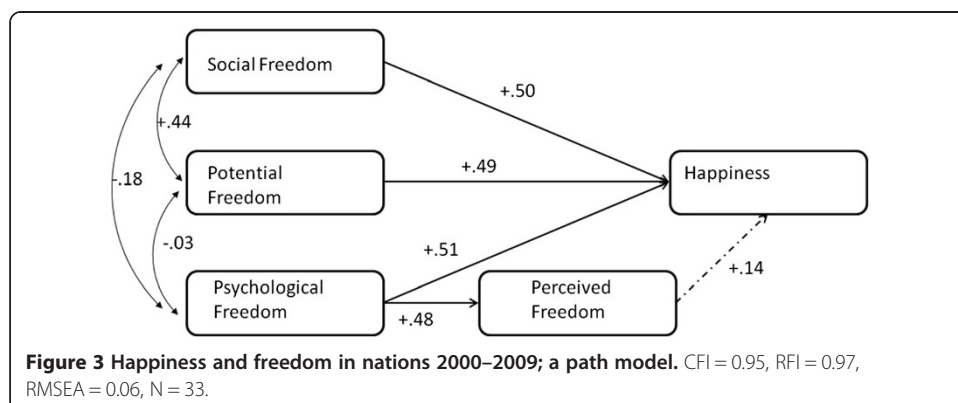 Social Freedom
+.50
+.44
Potential
Freedom
+.49
Happiness
-.18
-.03
+.51
+.14
Psychological
Freedom
+.48
Perceived
Freedom
Figure 3 Happiness and freedom in nations 2000–2009; a path model. CFI = 0.95, RFI = 0.97,
RMSEA = 0.06, N = 33.